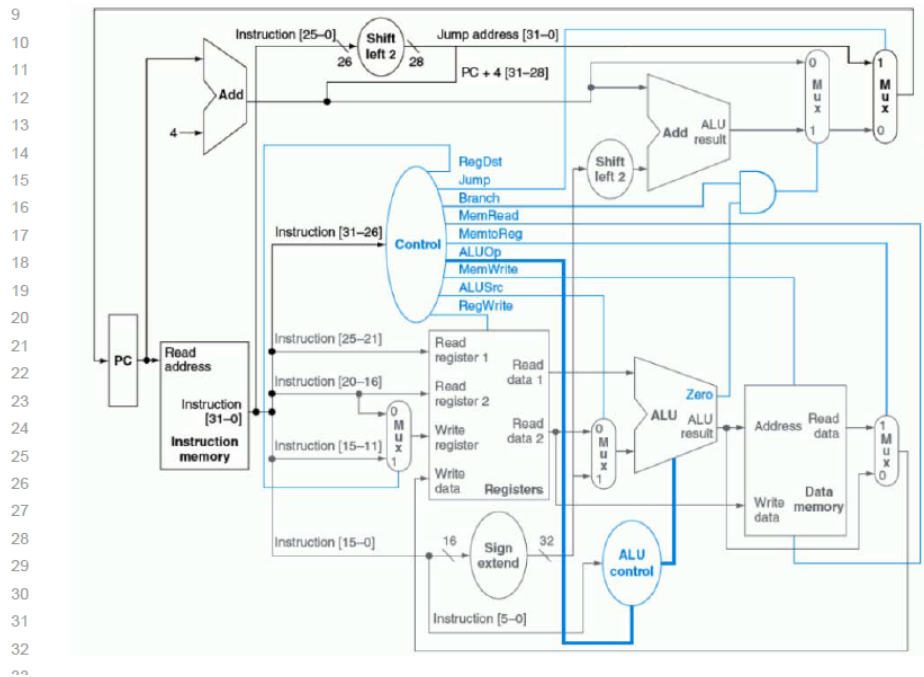 9
10
11
12
13
14
15
16
17
18
19
20
21
22
23
24
25
26
27
28
29
30
31
32
Instruction [25–0]
26
Shift
left 2
28
Jump address [31–0]
PC + 4 [31–28]
Add
4
Add
ALU
result
Shift
left 2
0
M
u
x
1
1
M
u
x
0
Instruction [31–26]
Control
RegDst
Jump
Branch
MemRead
MemtoReg
ALUOp
MemWrite
ALUSrc
RegWrite
PC
Read
address
Instruction
[31–0]
Instruction
memory
Instruction [25–21]
Instruction [20–16]
Instruction [15–11]
Instruction [15–0]
0
M
u
x
1
Read
register 1
Read
register 2
Write
register
Write
data
Read
data 1
Read
data 2
Registers
0
M
u
x
1
Zero
ALU
ALU
result
Address
Read
data
Write
data
Data
memory
1
M
u
x
0
16
Sign
extend
32
ALU
control
Instruction [5–0]